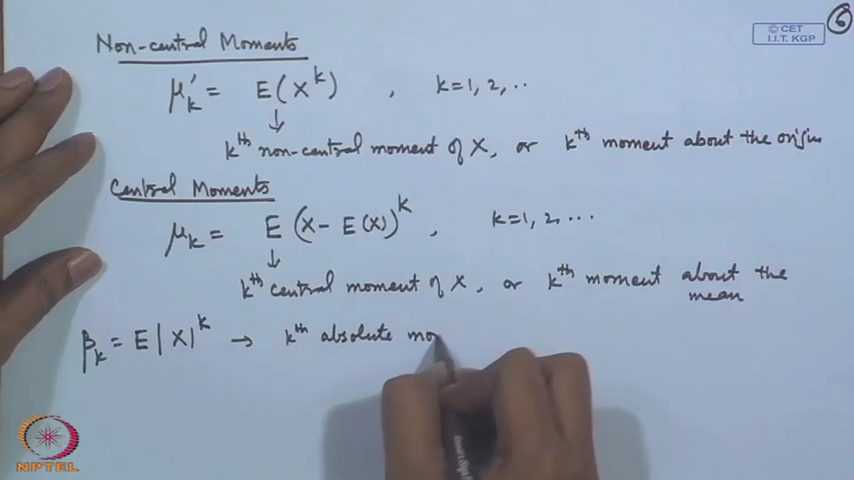 6
© CET
I.I.T. KGP
Non-central Moments
μ'ₖ = E(Xᵏ) , k=1, 2, ..
↓
kᵗʰ non-central moment of X, or kᵗʰ moment about the origin
Central Moments
μₖ = E(X - E(X))ᵏ , k=1, 2, ...
↓
kᵗʰ central moment of X, or kᵗʰ moment about the
mean
βₖ = E|X|ᵏ → kᵗʰ absolute mo
NPTEL